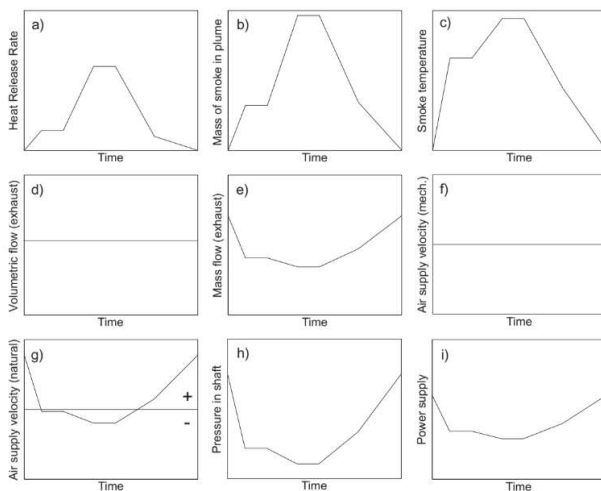 a)
Heat Release Rate
Time
b)
Mass of smoke in plume
Time
c)
Smoke temperature
Time
d)
Volumetric flow (exhaust)
Time
e)
Mass flow (exhaust)
Time
f)
Air supply velocity (mech.)
Time
g)
Air supply velocity (natural)
+
-
Time
h)
Pressure in shaft
Time
i)
Power supply
Time